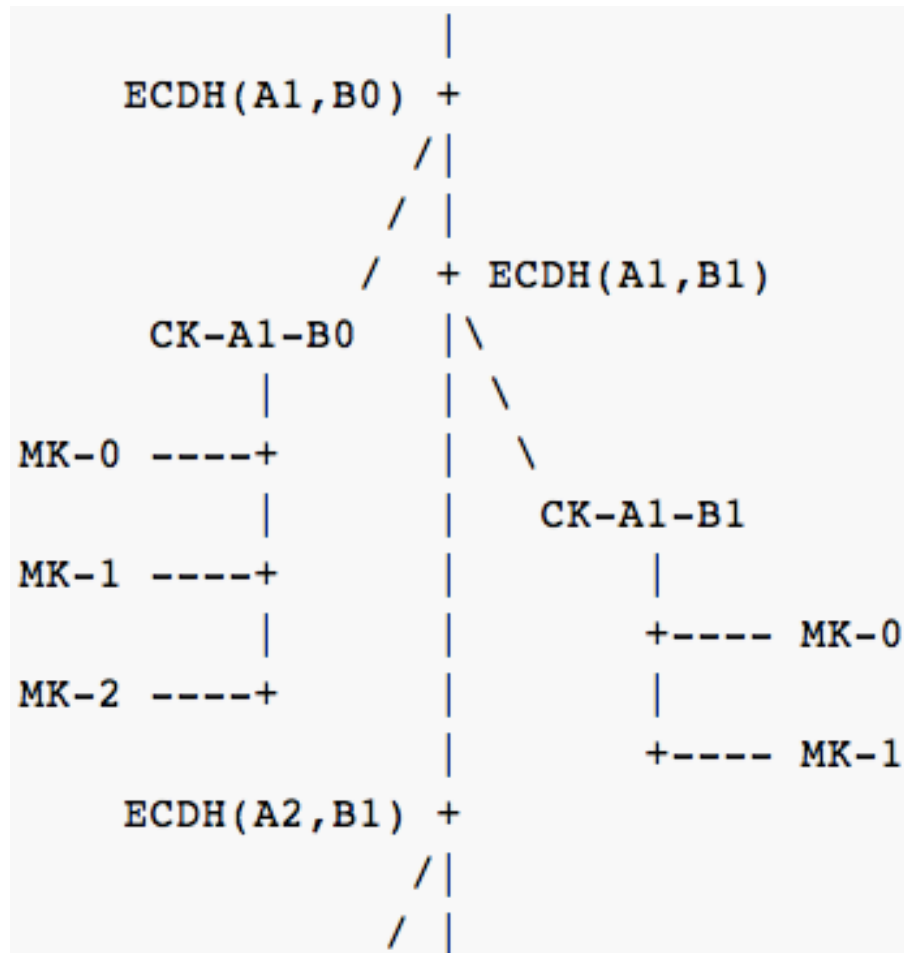 ECDH(A1,B0) +
+ ECDH(A1,B1)
CK-A1-B0
MK-0 ----+
CK-A1-B1
MK-1 ----+
+---- MK-0
MK-2 ----+
+---- MK-1
ECDH(A2,B1) +